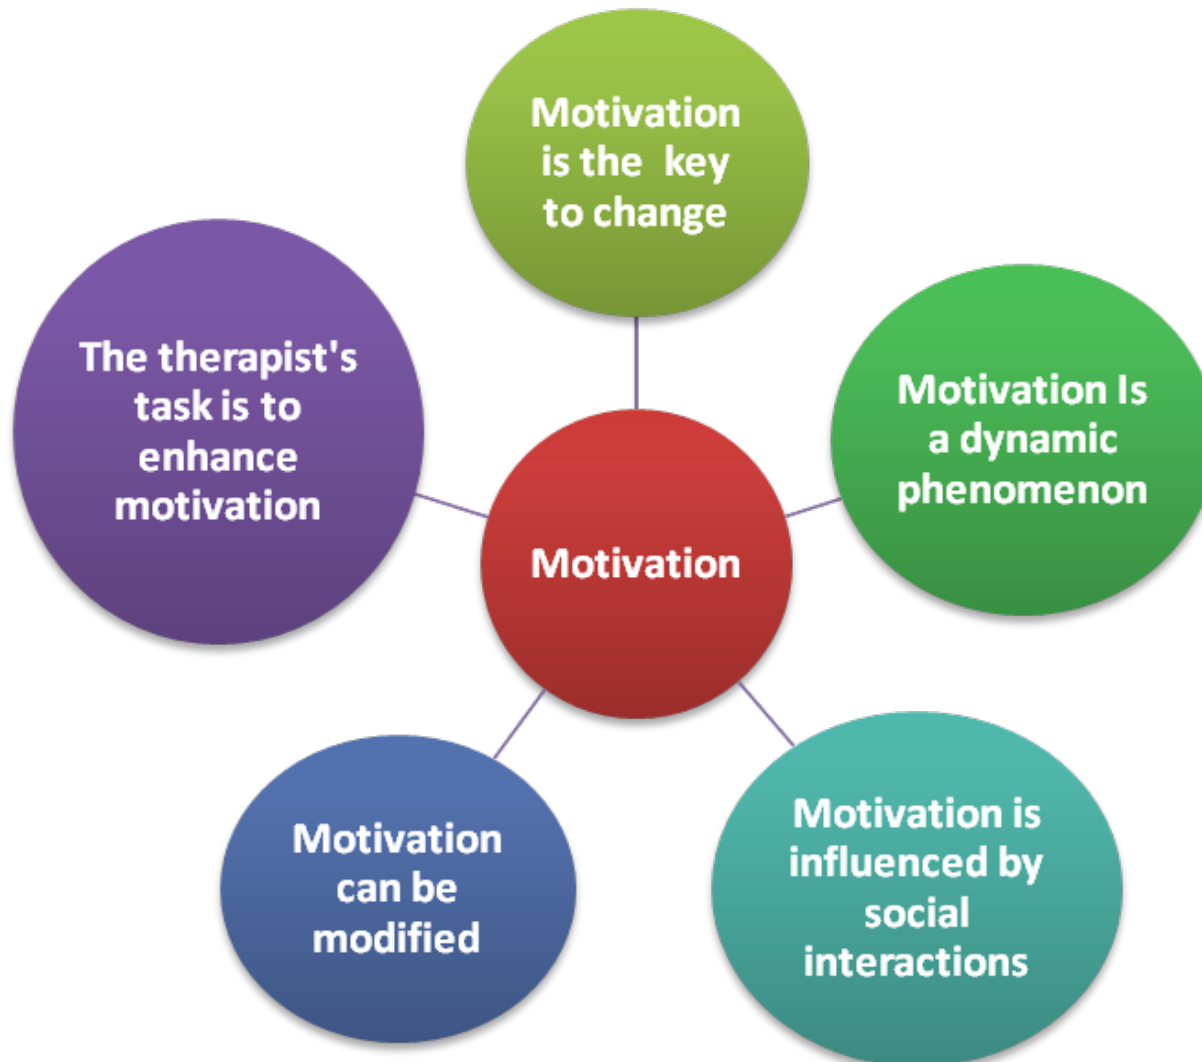 Motivation
is the key
to change
The therapist's
task is to
enhance
motivation
Motivation Is
a dynamic
phenomenon
Motivation
Motivation
can be
modified
Motivation is
influenced by
social
interactions